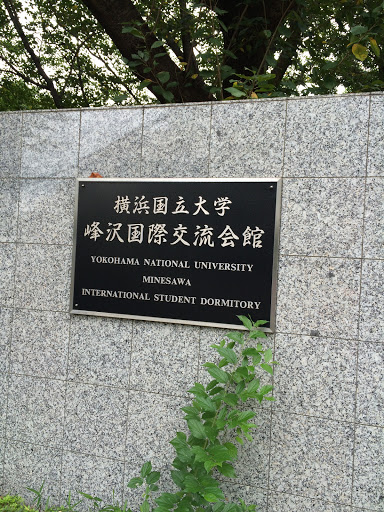 横浜国立大学
峰沢国際交流会館
YOKOHAMA NATIONAL UNIVERSITY
MINESAWA
INTERNATIONAL STUDENT DORMITORY